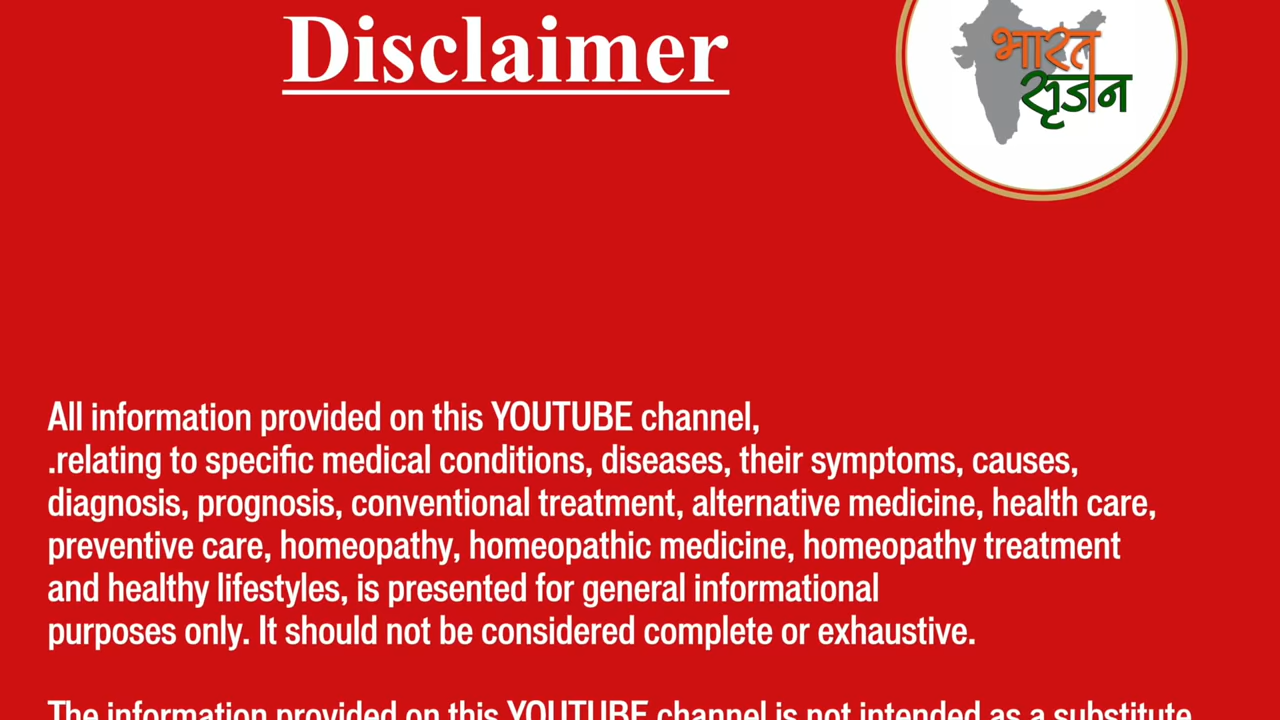 Disclaimer
भारत
सृजन
All information provided on this YOUTUBE channel,
.relating to specific medical conditions, diseases, their symptoms, causes,
diagnosis, prognosis, conventional treatment, alternative medicine, health care,
preventive care, homeopathy, homeopathic medicine, homeopathy treatment
and healthy lifestyles, is presented for general informational
purposes only. It should not be considered complete or exhaustive.
The information provided on this YOUTUBE channel is not intended as a substitute